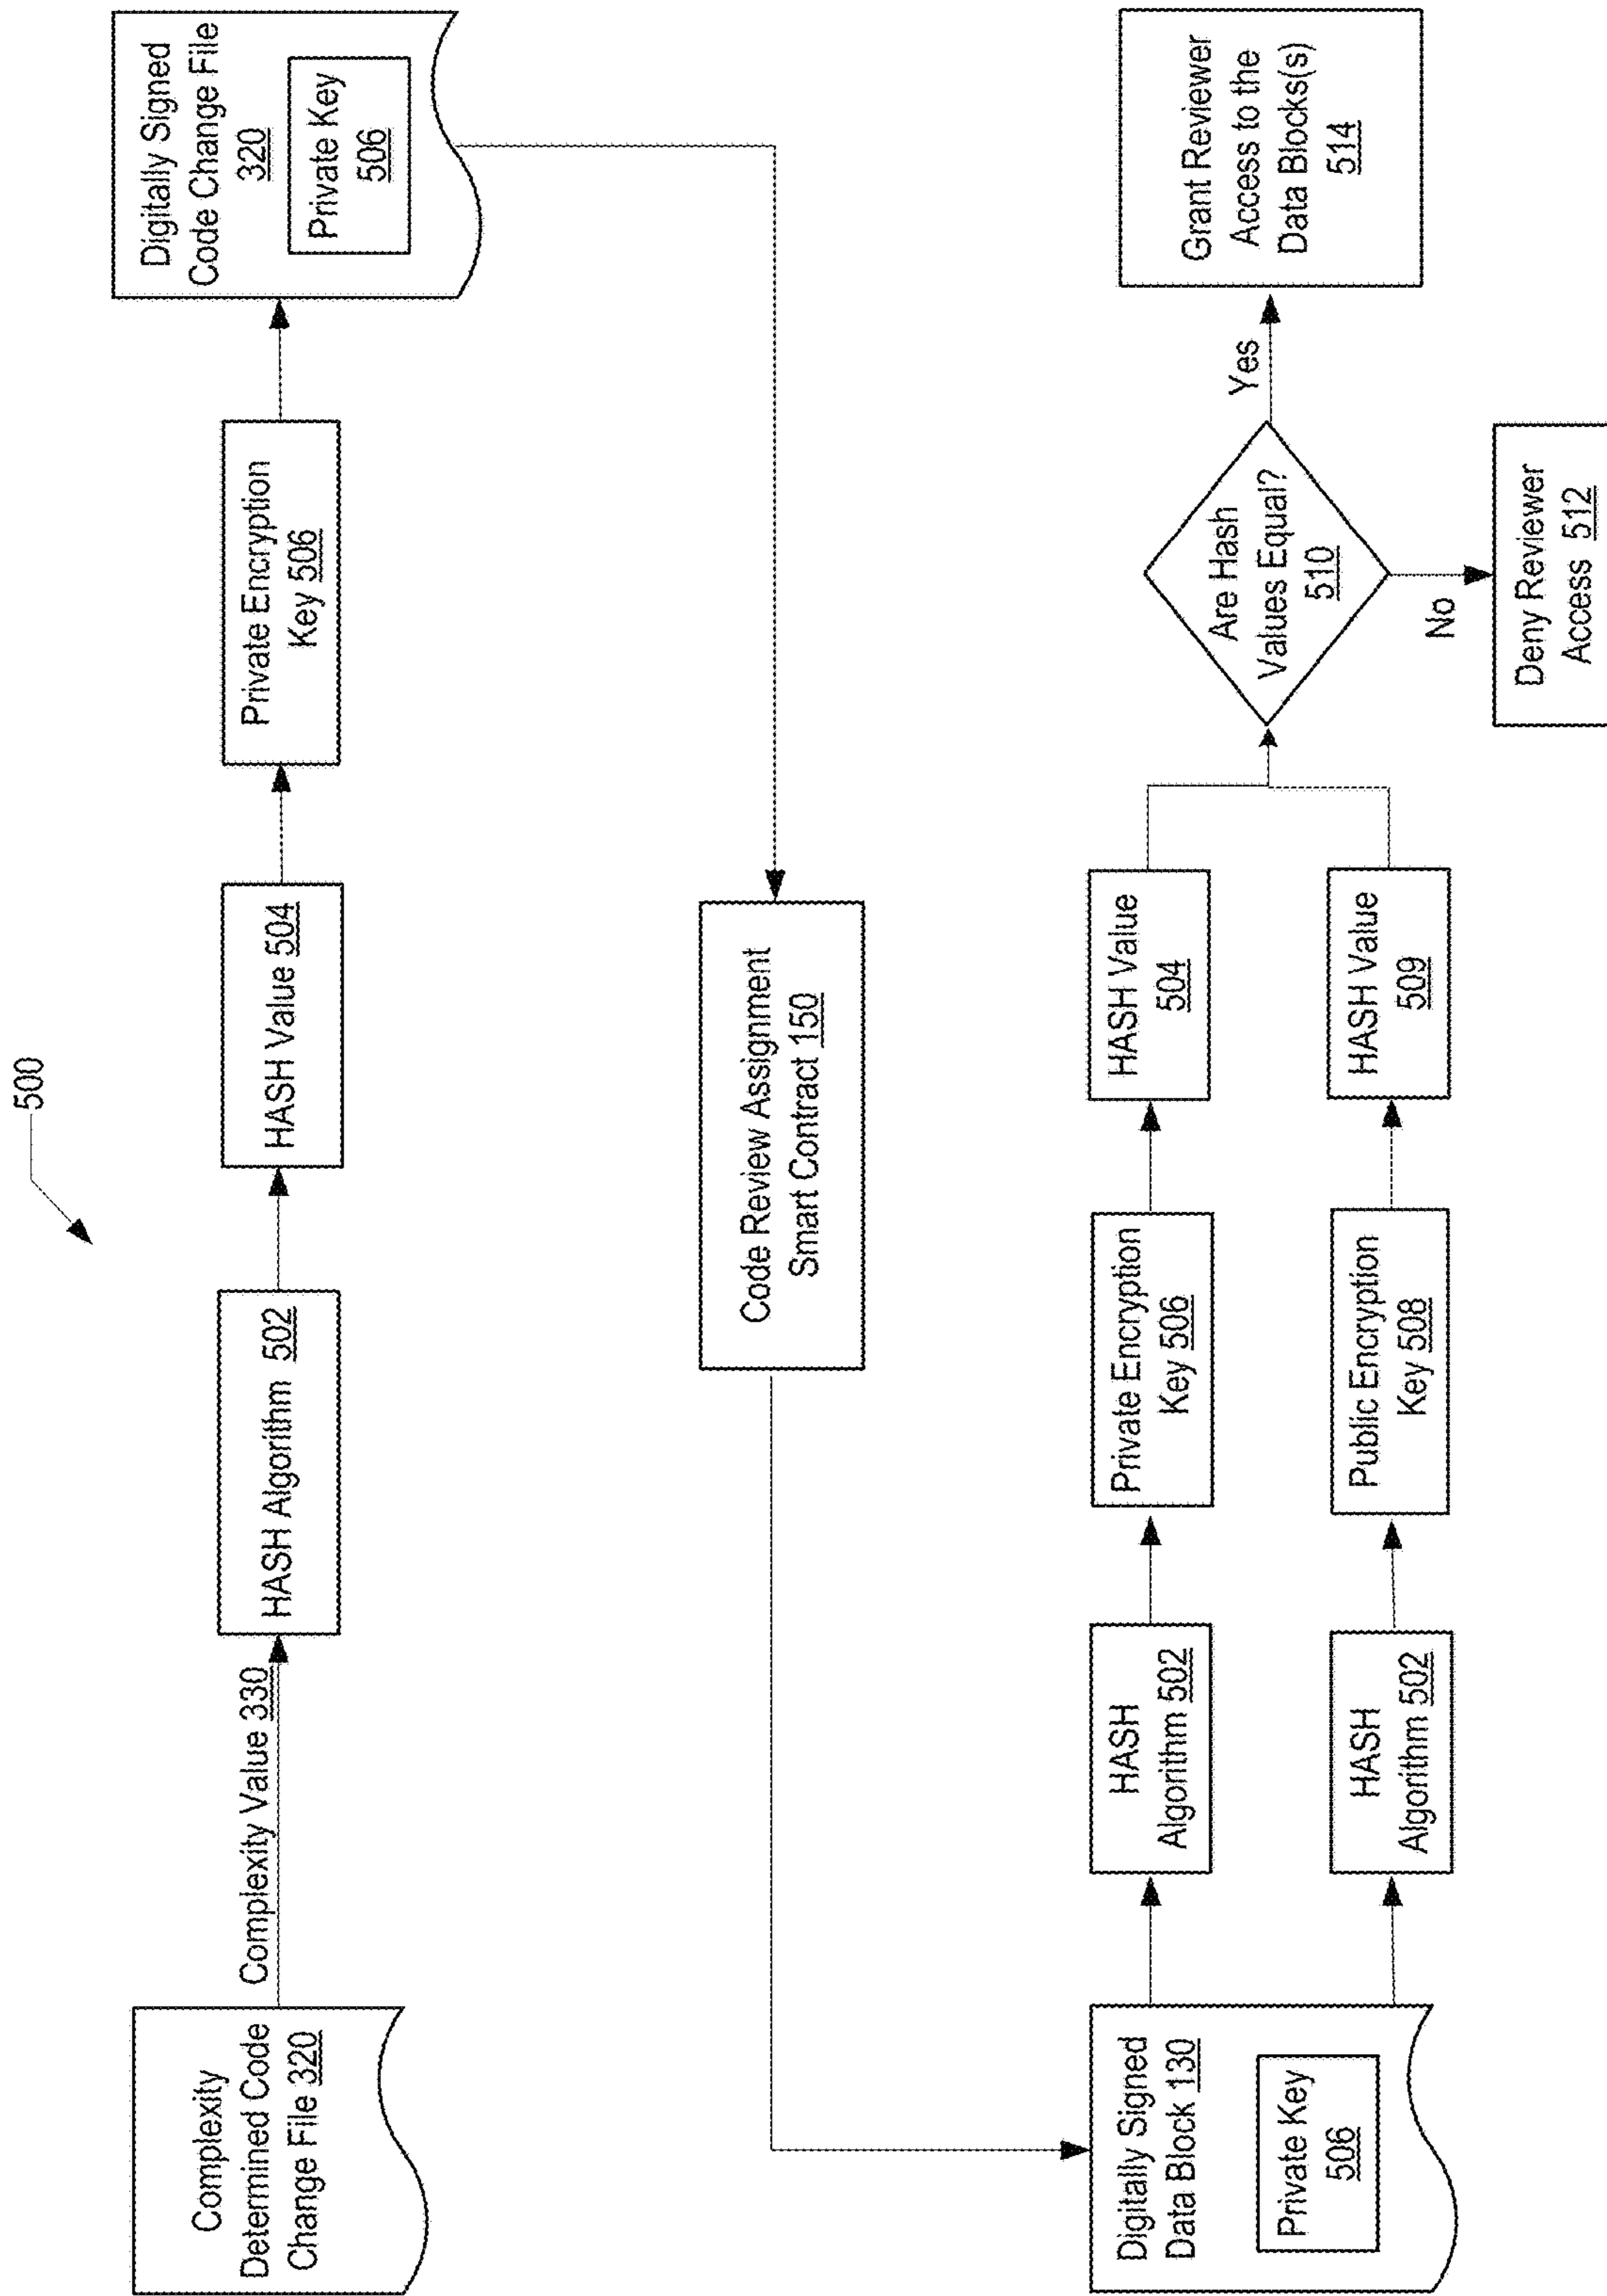 500
Complexity
Determined Code
Change File 320
Complexity Value 330
HASH Algorithm 502
HASH Value 504
Private Encryption
Key 506
Digitally Signed
Code Change File
320
Private Key
506
Code Review Assignment
Smart Contract 150
Digitally Signed
Data Block 130
Private Key
506
HASH
Algorithm 502
Private Encryption
Key 506
HASH Value
504
HASH
Algorithm 502
Public Encryption
Key 508
HASH Value
509
Are Hash
Values Equal?
510
Yes
Grant Reviewer
Access to the
Data Blocks(s)
514
No
Deny Reviewer
Access 512